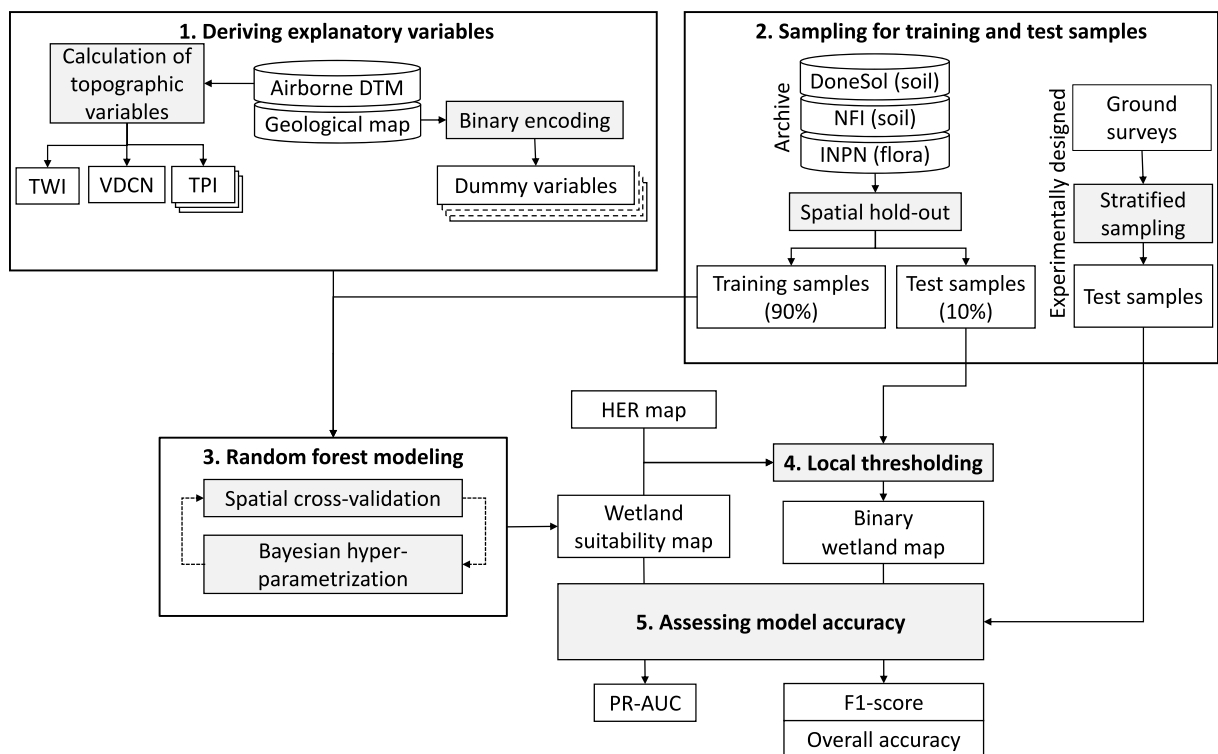 1. Deriving explanatory variables
Calculation of
topographic
variables
Airborne DTM
Geological map
Binary encoding
TWI
VDCN
TPI
Dummy variables
2. Sampling for training and test samples
Archive
DoneSol (soil)
NFI (soil)
INPN (flora)
Spatial hold-out
Training samples
(90%)
Test samples
(10%)
Experimentally designed
Ground
surveys
Stratified
sampling
Test samples
HER map
3. Random forest modeling
Spatial cross-validation
Bayesian hyper-
parametrization
4. Local thresholding
Wetland
suitability map
Binary
wetland map
5. Assessing model accuracy
PR-AUC
F1-score
Overall accuracy